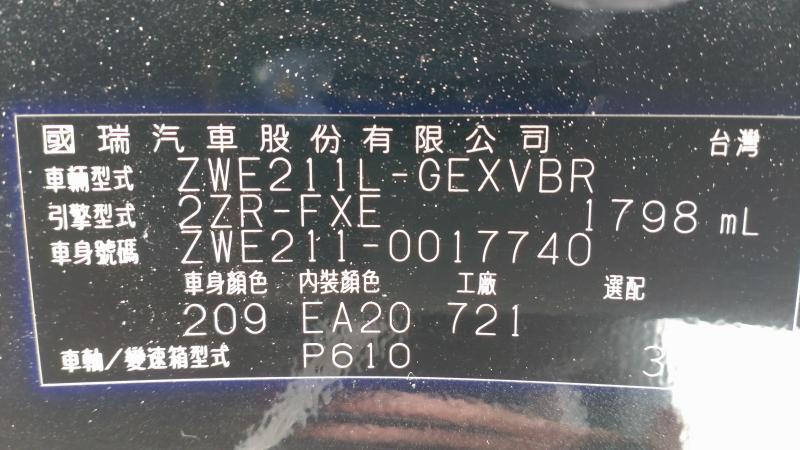 國瑞汽車股份有限公司 台灣
車輛型式 ZWE211L-GEXVBR
引擎型式 2ZR-FXE 1798 mL
車身號碼 ZWE211-0017740
車身顏色 內裝顏色 工廠 選配
209 EA20 721
車軸/變速箱型式 P610 3